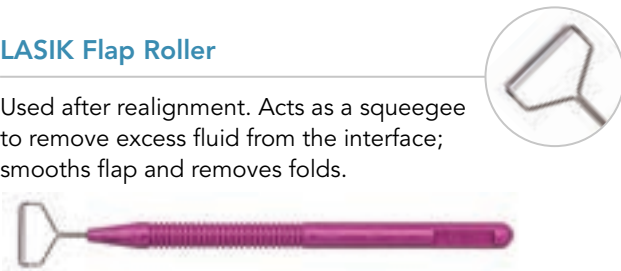 LASIK Flap Roller
Used after realignment. Acts as a squeegee
to remove excess fluid from the interface;
smooths flap and removes folds.